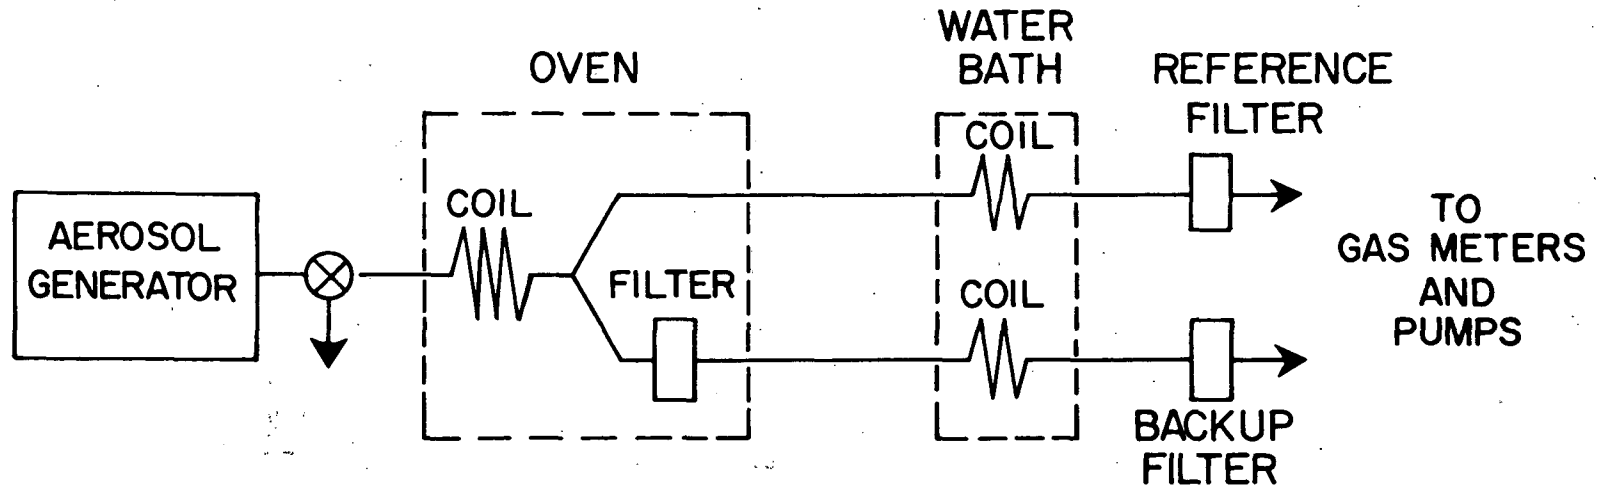 WATER
BATH
OVEN
REFERENCE
FILTER
COIL
COIL
AEROSOL
GENERATOR
FILTER
COIL
TO
GAS METERS
AND
PUMPS
BACKUP
FILTER